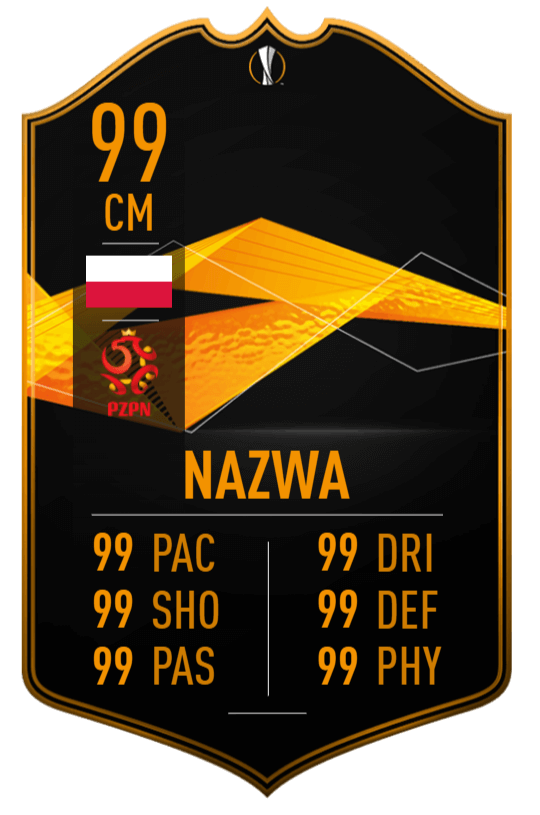 99
CM
PZPN
NAZWA
99 PAC
99 SHO
99 PAS
99 DRI
99 DEF
99 PHY